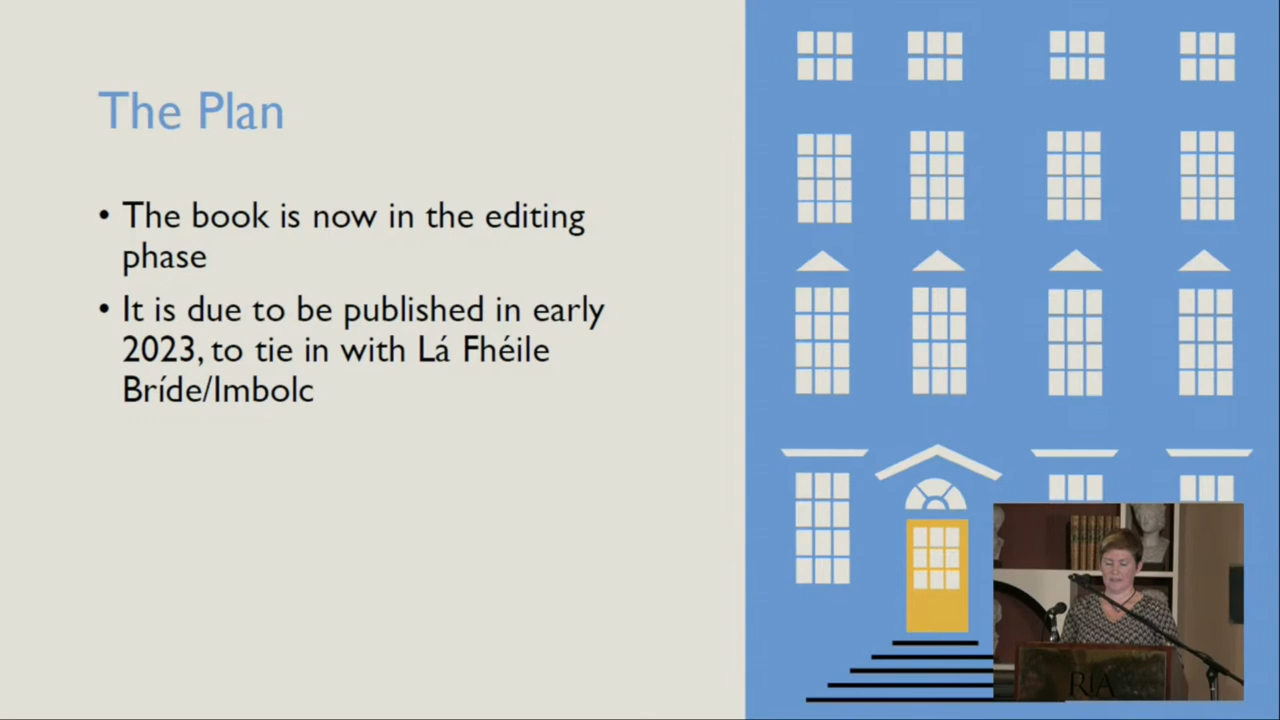 The Plan
• The book is now in the editing
phase
• It is due to be published in early
2023, to tie in with Lá Fhéile
Bríde/Imbolc
RIA